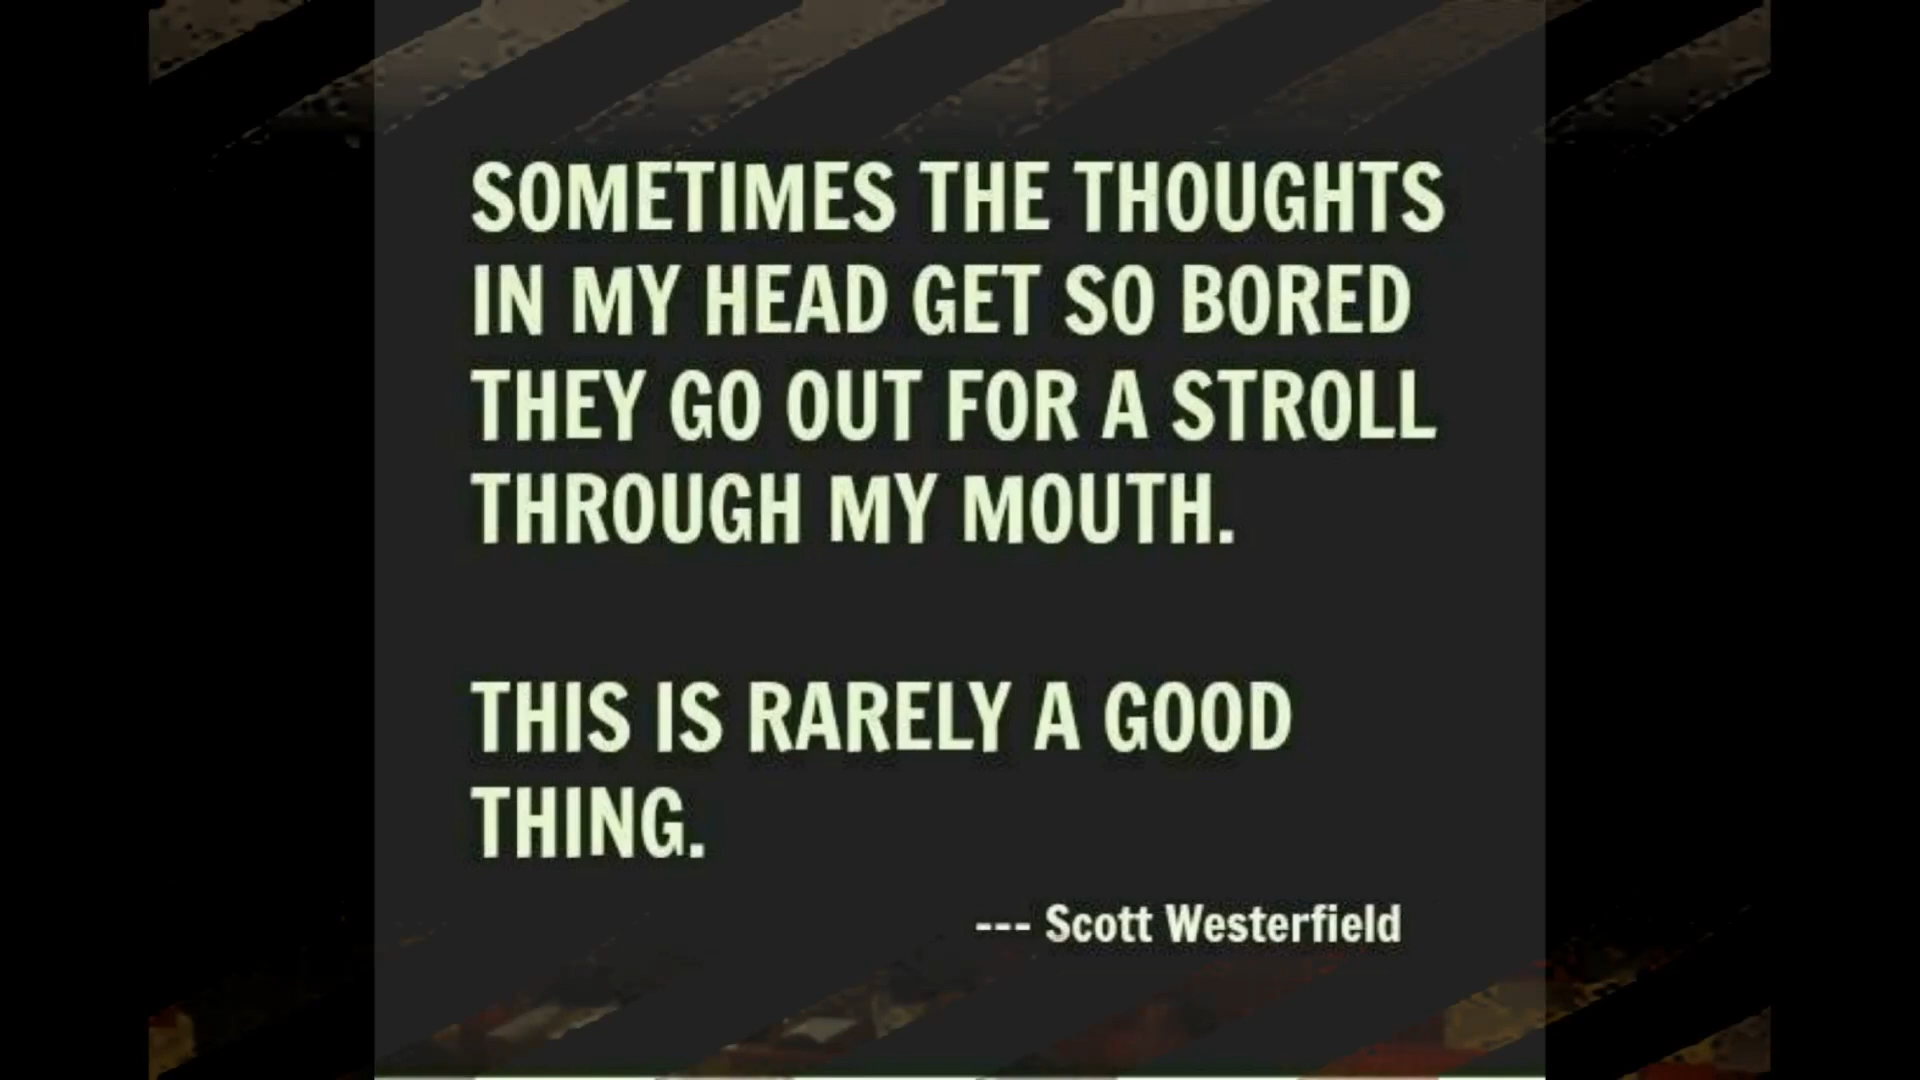 SOMETIMES THE THOUGHTS
IN MY HEAD GET SO BORED
THEY GO OUT FOR A STROLL
THROUGH MY MOUTH.
THIS IS RARELY A GOOD
THING.
--- Scott Westerfield